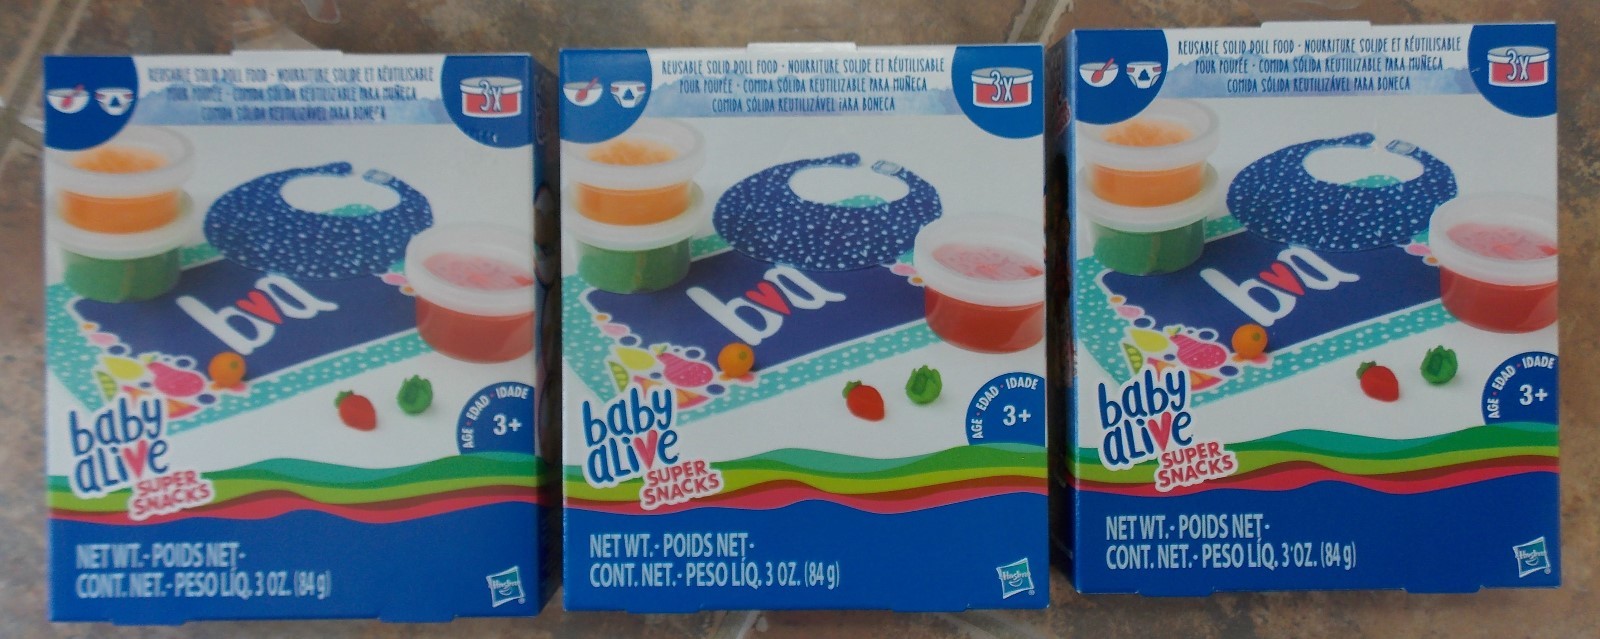 REUSABLE SOLID DOLL FOOD - NOURRITURE SOLIDE ET RÉUTILISABLE
POUR POUPÉE - COMIDA SÓLIDA REUTILIZABLE PARA MUÑECA
COMIDA SÓLIDA REUTILIZÁVEL PARA BONECA
3X
bva
AGE · EDAD · IDADE
3+
baby
alive
SUPER
SNACKS
NET WT.- POIDS NET-
CONT. NET.- PESO LÍQ. 3 OZ. (84 g)
Hasbro
REUSABLE SOLID DOLL FOOD - NOURRITURE SOLIDE ET RÉUTILISABLE
POUR POUPÉE - COMIDA SÓLIDA REUTILIZABLE PARA MUÑECA
COMIDA SÓLIDA REUTILIZÁVEL PARA BONECA
3X
bva
AGE · EDAD · IDADE
3+
baby
alive
SUPER
SNACKS
NET WT.- POIDS NET-
CONT. NET.- PESO LÍQ. 3 OZ. (84 g)
Hasbro
REUSABLE SOLID DOLL FOOD - NOURRITURE SOLIDE ET RÉUTILISABLE
POUR POUPÉE - COMIDA SÓLIDA REUTILIZABLE PARA MUÑECA
COMIDA SÓLIDA REUTILIZÁVEL PARA BONECA
3X
bva
AGE · EDAD · IDADE
3+
baby
alive
SUPER
SNACKS
NET WT.- POIDS NET-
CONT. NET.- PESO LÍQ. 3 OZ. (84 g)
Hasbro